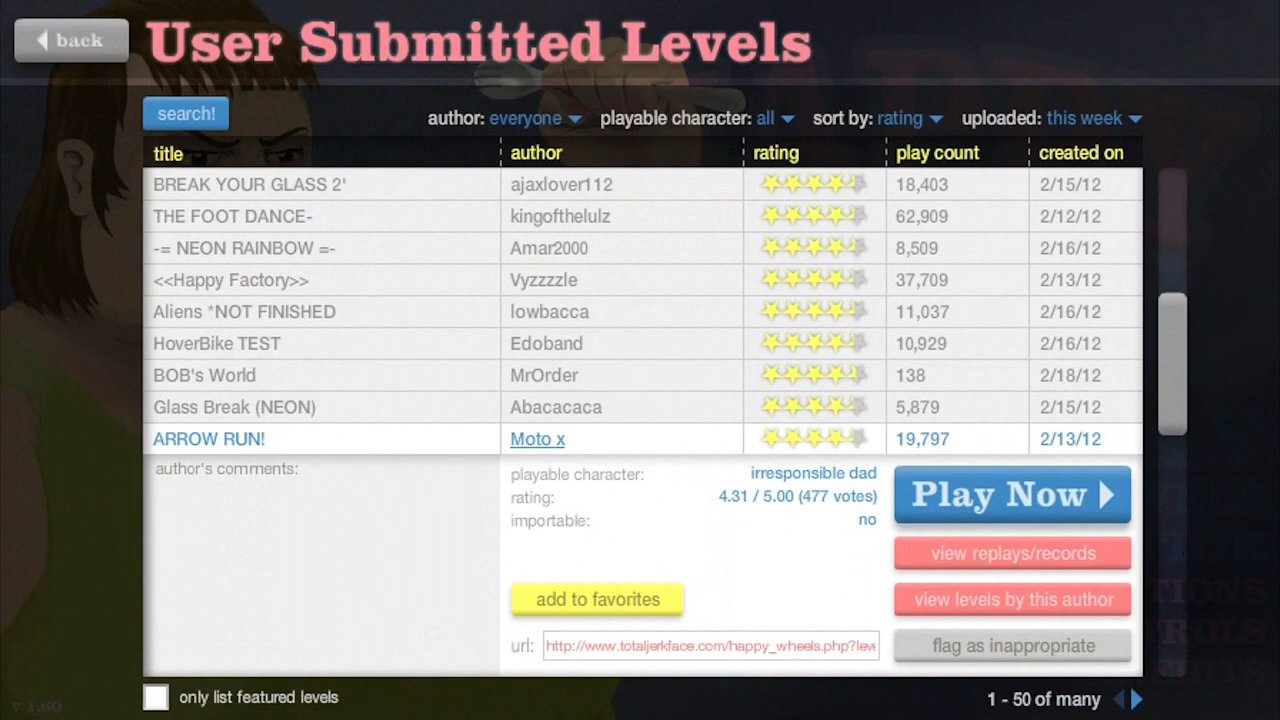 back
User Submitted Levels
search!
author: everyone playable character: all sort by: rating uploaded: this week
title author rating play count created on
BREAK YOUR GLASS 2' ajaxlover112 18,403 2/15/12
THE FOOT DANCE- kingofthelulz 62,909 2/12/12
-= NEON RAINBOW =- Amar2000 8,509 2/16/12
<<Happy Factory>> Vyzzzzle 37,709 2/13/12
Aliens *NOT FINISHED lowbacca 11,037 2/16/12
HoverBike TEST Edoband 10,929 2/16/12
BOB's World MrOrder 138 2/18/12
Glass Break (NEON) Abacacaca 5,879 2/15/12
ARROW RUN! Moto x 19,797 2/13/12
author's comments:
playable character: irresponsible dad
rating: 4.31 / 5.00 (477 votes)
importable: no
Play Now
view replays/records
add to favorites
view levels by this author
url: http://www.totaljerkface.com/happy_wheels.php?leve
flag as inappropriate
only list featured levels
1 - 50 of many
v 1.60